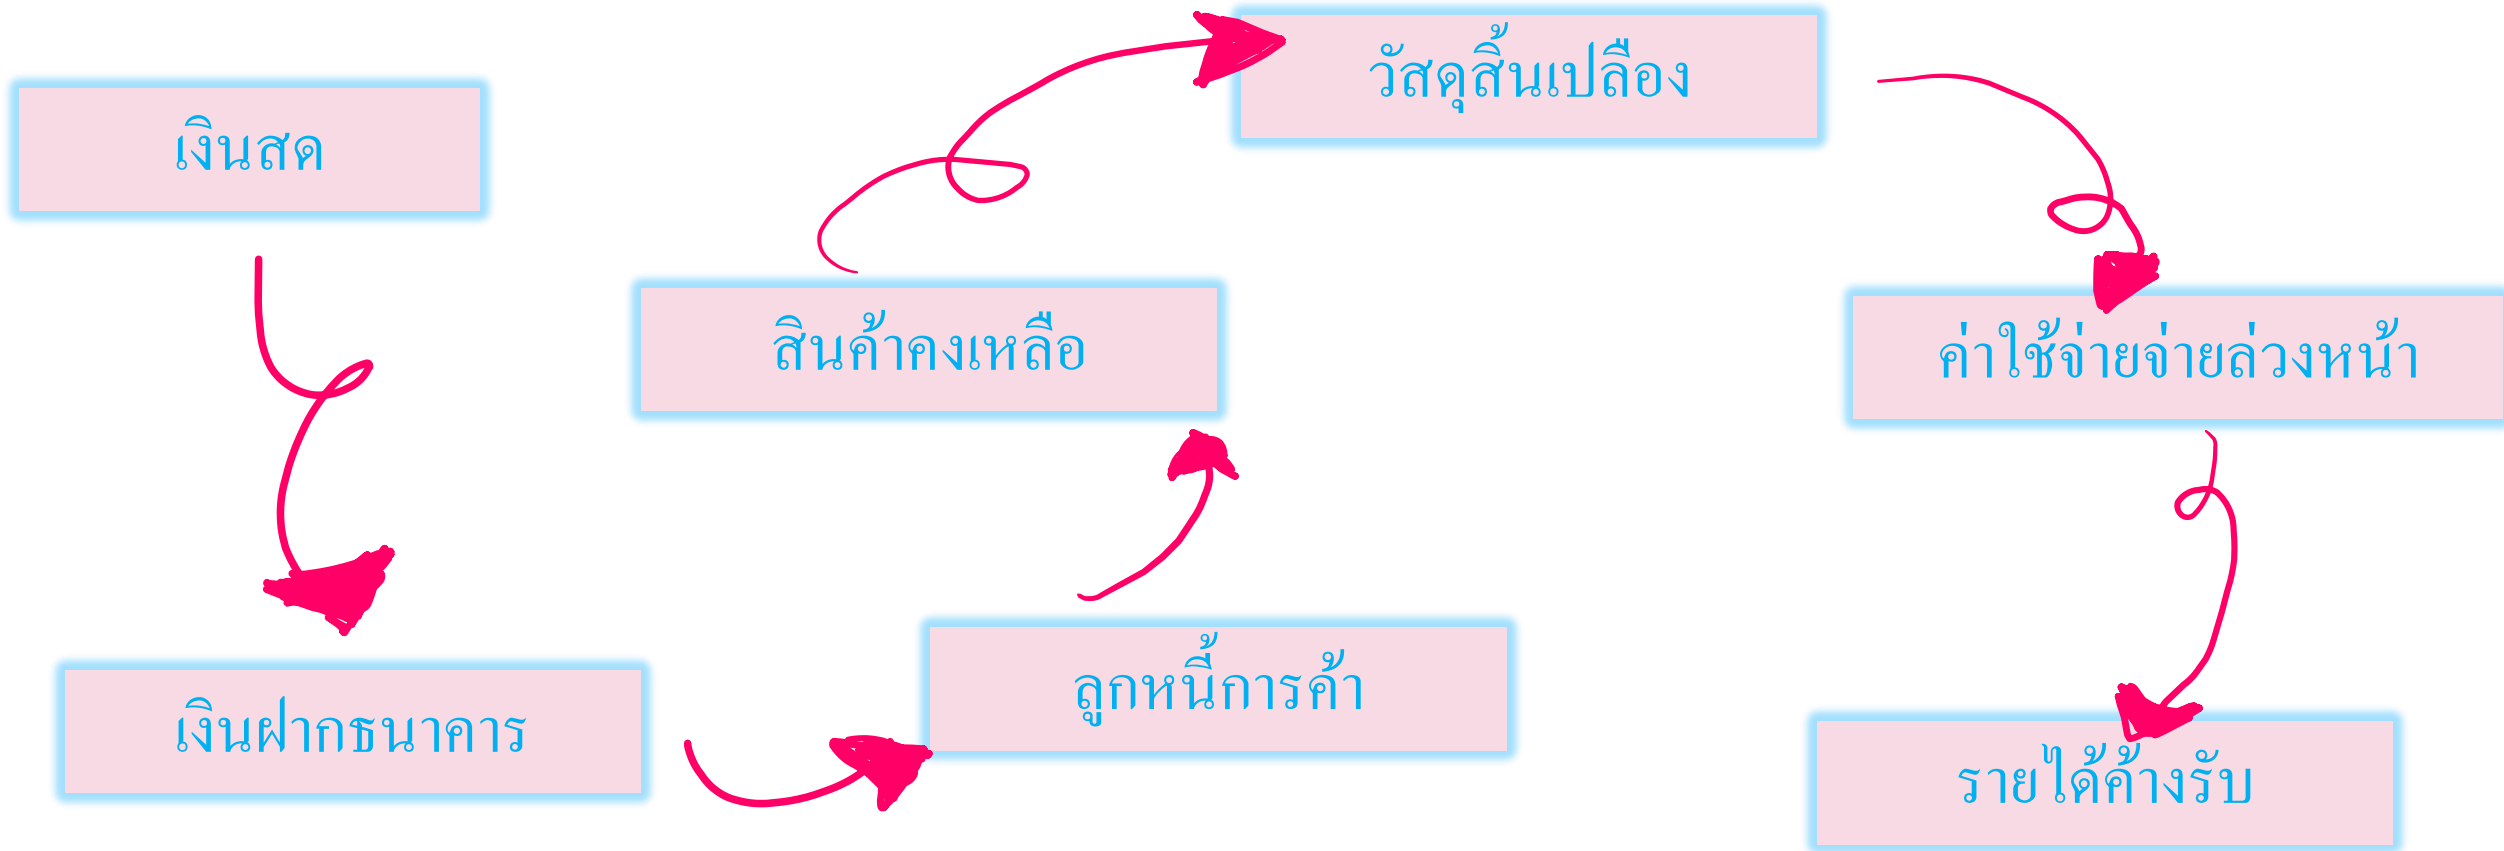 เงินสด
เงินฝากธนาคาร
ลูกหนี้การค้า
สินค้าคงหลือ
วัสดุสิ้นเปลือง
ค่าใช้จ่ายจ่ายล่วงหน้า
รายได้ค้างรับ